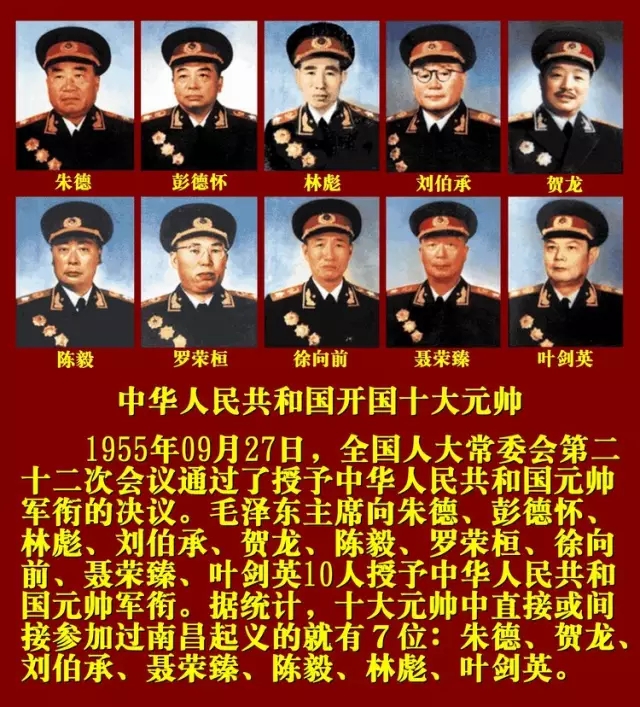 朱德 彭德怀 林彪 刘伯承 贺龙
陈毅 罗荣桓 徐向前 聂荣臻 叶剑英
中华人民共和国开国十大元帅
1955年09月27日，全国人大常委会第二
十二次会议通过了授予中华人民共和国元帅
军衔的决议。毛泽东主席向朱德、彭德怀、
林彪、刘伯承、贺龙、陈毅、罗荣桓、徐向
前、聂荣臻、叶剑英10人授予中华人民共和
国元帅军衔。据统计，十大元帅中直接或间
接参加过南昌起义的就有７位：朱德、贺龙、
刘伯承、聂荣臻、陈毅、林彪、叶剑英。